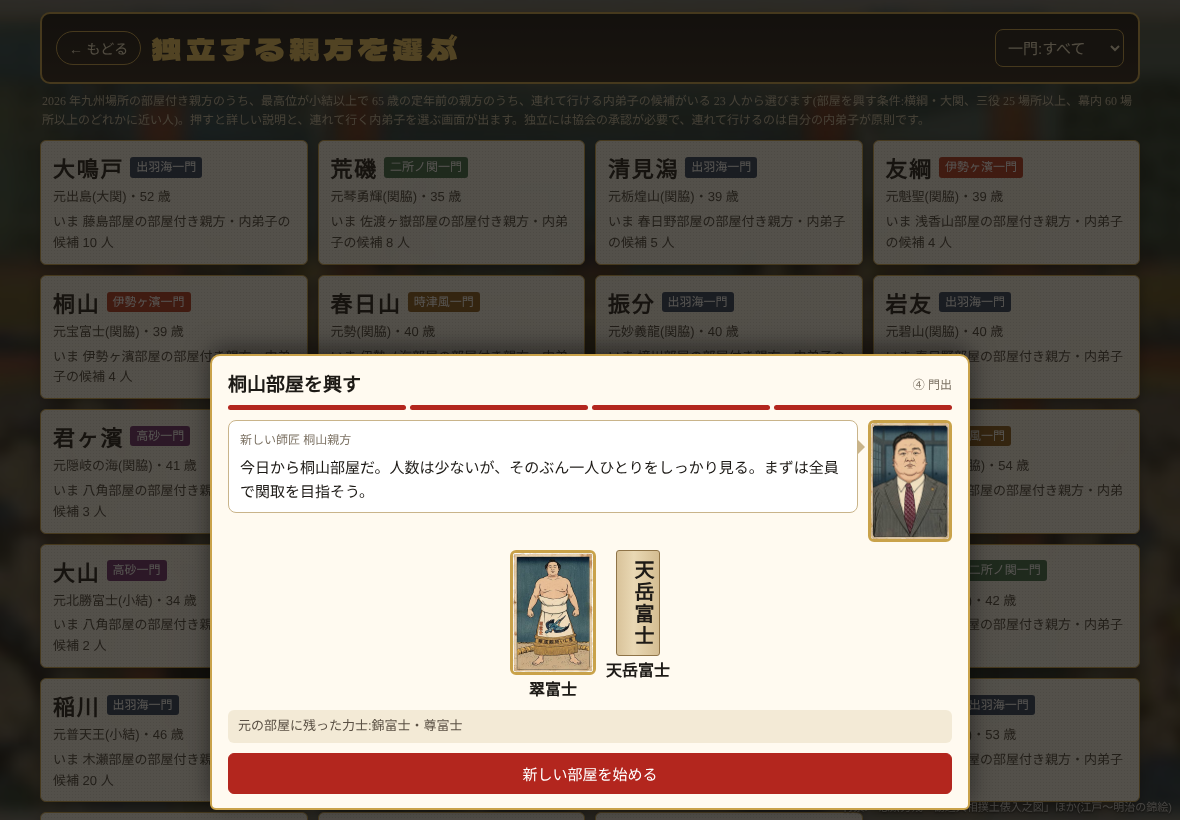 ← もどる
独立する親方を選ぶ
一門:すべて
2026 年九州場所の部屋付き親方のうち、最高位が小結以上で 65 歳の定年前の親方のうち、連れて行ける内弟子の候補がいる 23 人から選びます(部屋を興す条件:横綱・大関、三役 25 場所以上、幕内 60 場
所以上のどれかに近い人)。押すと詳しい説明と、連れて行く内弟子を選ぶ画面が出ます。独立には協会の承認が必要で、連れて行けるのは自分の内弟子が原則です。
大鳴戸 出羽海一門
元出島(大関)・52 歳
いま 藤島部屋の部屋付き親方・内弟子の
候補 10 人
荒磯 二所ノ関一門
元琴勇輝(関脇)・35 歳
いま 佐渡ヶ嶽部屋の部屋付き親方・内弟
子の候補 8 人
清見潟 出羽海一門
元栃煌山(関脇)・39 歳
いま 春日野部屋の部屋付き親方・内弟子
の候補 5 人
友綱 伊勢ヶ濱一門
元魁聖(関脇)・39 歳
いま 浅香山部屋の部屋付き親方・内弟子
の候補 4 人
桐山 伊勢ヶ濱一門
元宝富士(関脇)・39 歳
いま 伊勢ヶ濱部屋の部屋付
子の候補 4 人
春日山 時津風一門
元勢(関脇)・40 歳
振分 出羽海一門
元妙義龍(関脇)・40 歳
岩友 出羽海一門
元碧山(関脇)・40 歳
君ヶ濱 高砂一門
元隠岐の海(関脇)・41 歳
いま 八角部屋の部屋付き親
候補 3 人
風一門
脇)・54 歳
部屋の部屋付き親方・内弟
大山 高砂一門
元北勝富士(小結)・34 歳
いま 八角部屋の部屋付き親
候補 2 人
二所ノ関一門
・42 歳
屋の部屋付き親方・内弟子
稲川 出羽海一門
元普天王(小結)・46 歳
いま 木瀬部屋の部屋付き親
候補 20 人
出羽海一門
・53 歳
屋の部屋付き親方・内弟子
桐山部屋を興す
④ 門出
新しい師匠 桐山親方
今日から桐山部屋だ。人数は少ないが、そのぶん一人ひとりをしっかり見る。まずは全員
で関取を目指そう。
天岳富士
翠富士
天岳富士
元の部屋に残った力士:錦富士・尊富士
新しい部屋を始める
相撲土俵入之図」ほか(江戸〜明治の錦絵)